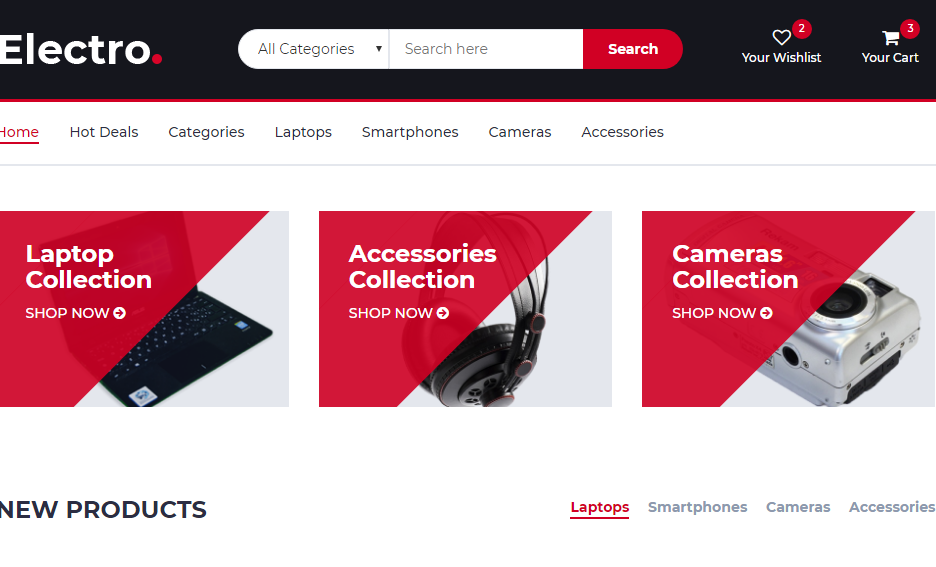 Electro.
All Categories
Search here
Search
2
Your Wishlist
3
Your Cart
Home
Hot Deals
Categories
Laptops
Smartphones
Cameras
Accessories
Laptop
Collection
SHOP NOW
Accessories
Collection
SHOP NOW
Cameras
Collection
SHOP NOW
NEW PRODUCTS
Laptops
Smartphones
Cameras
Accessories